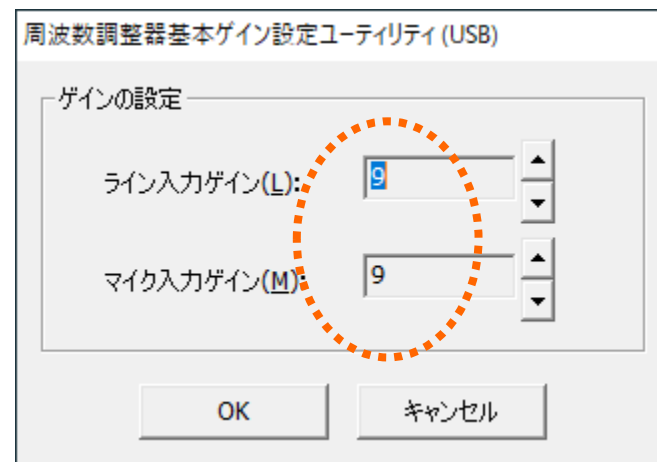 周波数調整器基本ゲイン設定ユーティリティ (USB)
ゲインの設定
ライン入力ゲイン(L): 9
マイク入力ゲイン(M): 9
OK キャンセル